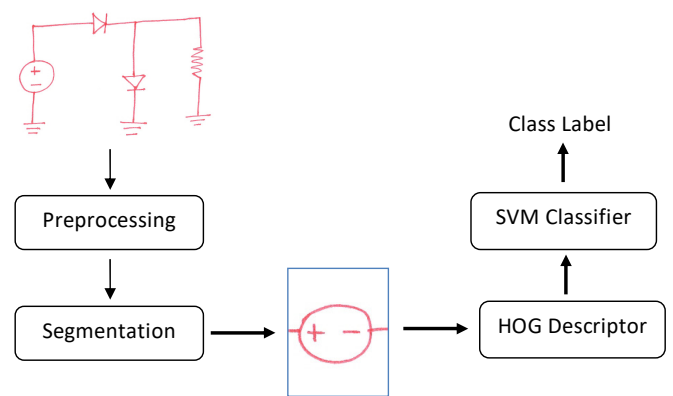 Preprocessing
Segmentation
+ −
HOG Descriptor
SVM Classifier
Class Label